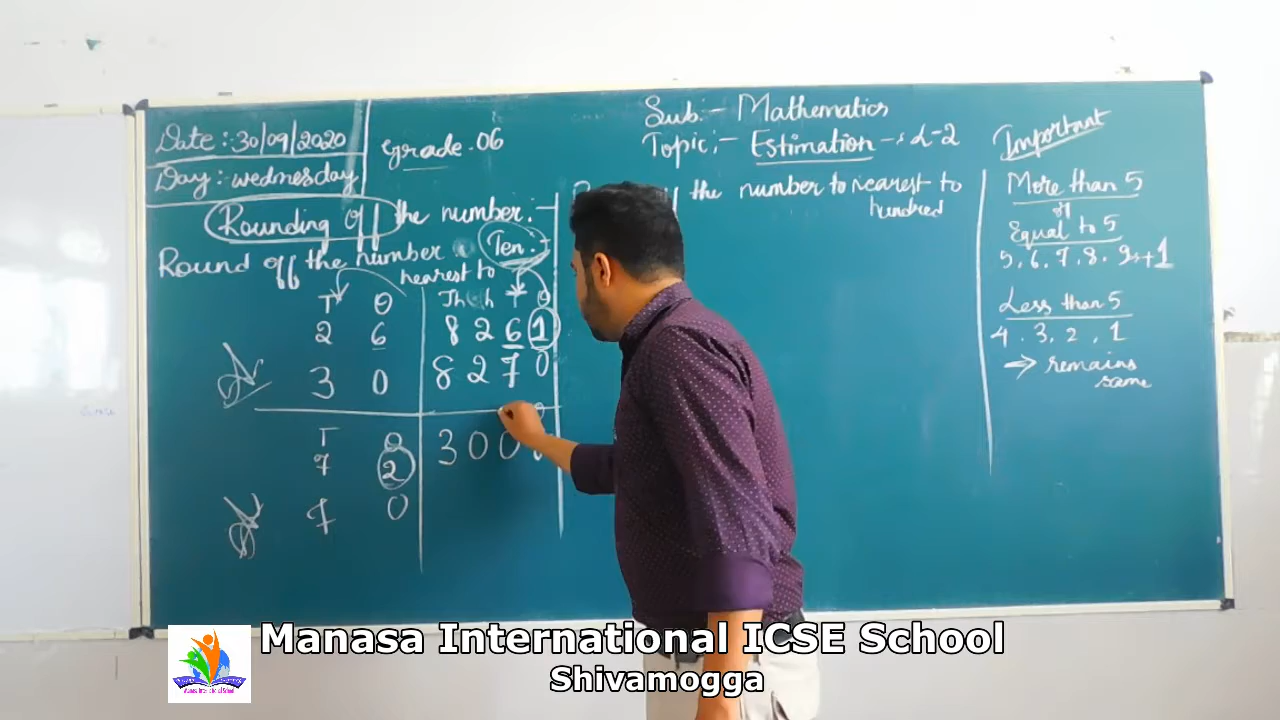 Date : 30/09/2020
Day : wednesday
Grade . 06
Sub :- Mathematics
Topic :- Estimation -: L-2
Rounding off the number :-
Round off the number
nearest to Ten .
T O
2 6
3 0
T O
7 2
7 0
Th h T O
8 2 6 1
8 2 7 0
3 0 0
the number to nearest to
hundred
Important
More than 5
or
Equal to 5
5, 6, 7, 8, 9 → +1
Less than 5
4 . 3, 2 , 1
→ remains
same
Manasa International ICSE School
Shivamogga